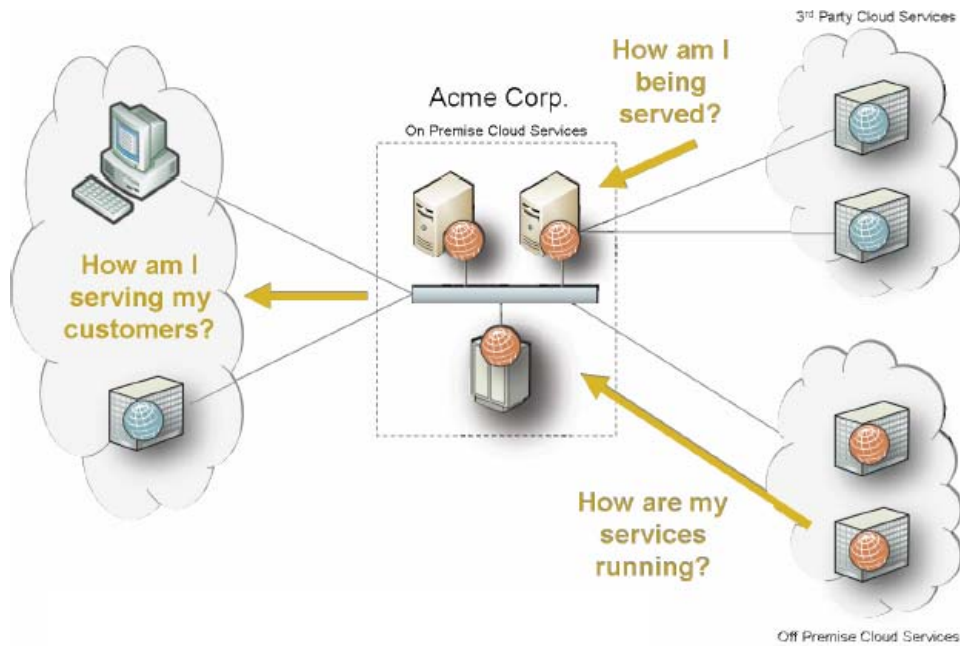 3rd Party Cloud Services
How am I
being
served?
Acme Corp.
On Premise Cloud Services
How am I
serving my
customers?
How are my
services
running?
Off Premise Cloud Services